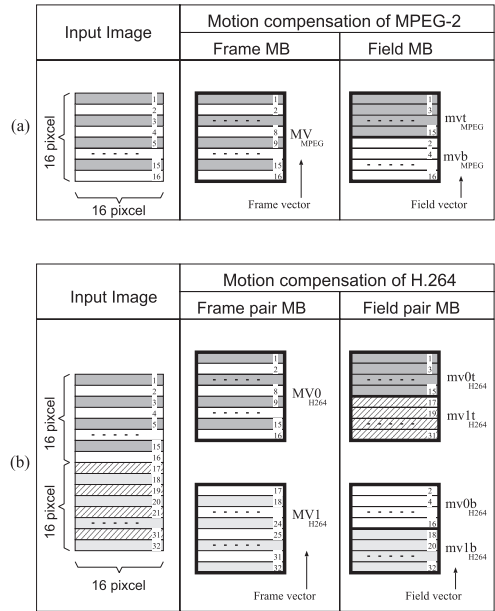 Input Image
Motion compensation of MPEG-2
Frame MB
Field MB
(a)
16 pixcel
1
2
3
4
5
15
16
16 pixcel
1
2
8
9
15
16
MV MPEG
Frame vector
1
3
15
2
4
16
mvt MPEG
mvb MPEG
Field vector
Input Image
Motion compensation of H.264
Frame pair MB
Field pair MB
(b)
16 pixcel
16 pixcel
1
2
3
4
5
15
16
17
18
19
20
21
31
32
16 pixcel
1
2
8
9
15
16
MV0 H264
17
18
24
25
31
32
MV1 H264
Frame vector
1
3
15
17
19
31
mv0t H264
mv1t H264
2
4
16
18
20
32
mv0b H264
mv1b H264
Field vector